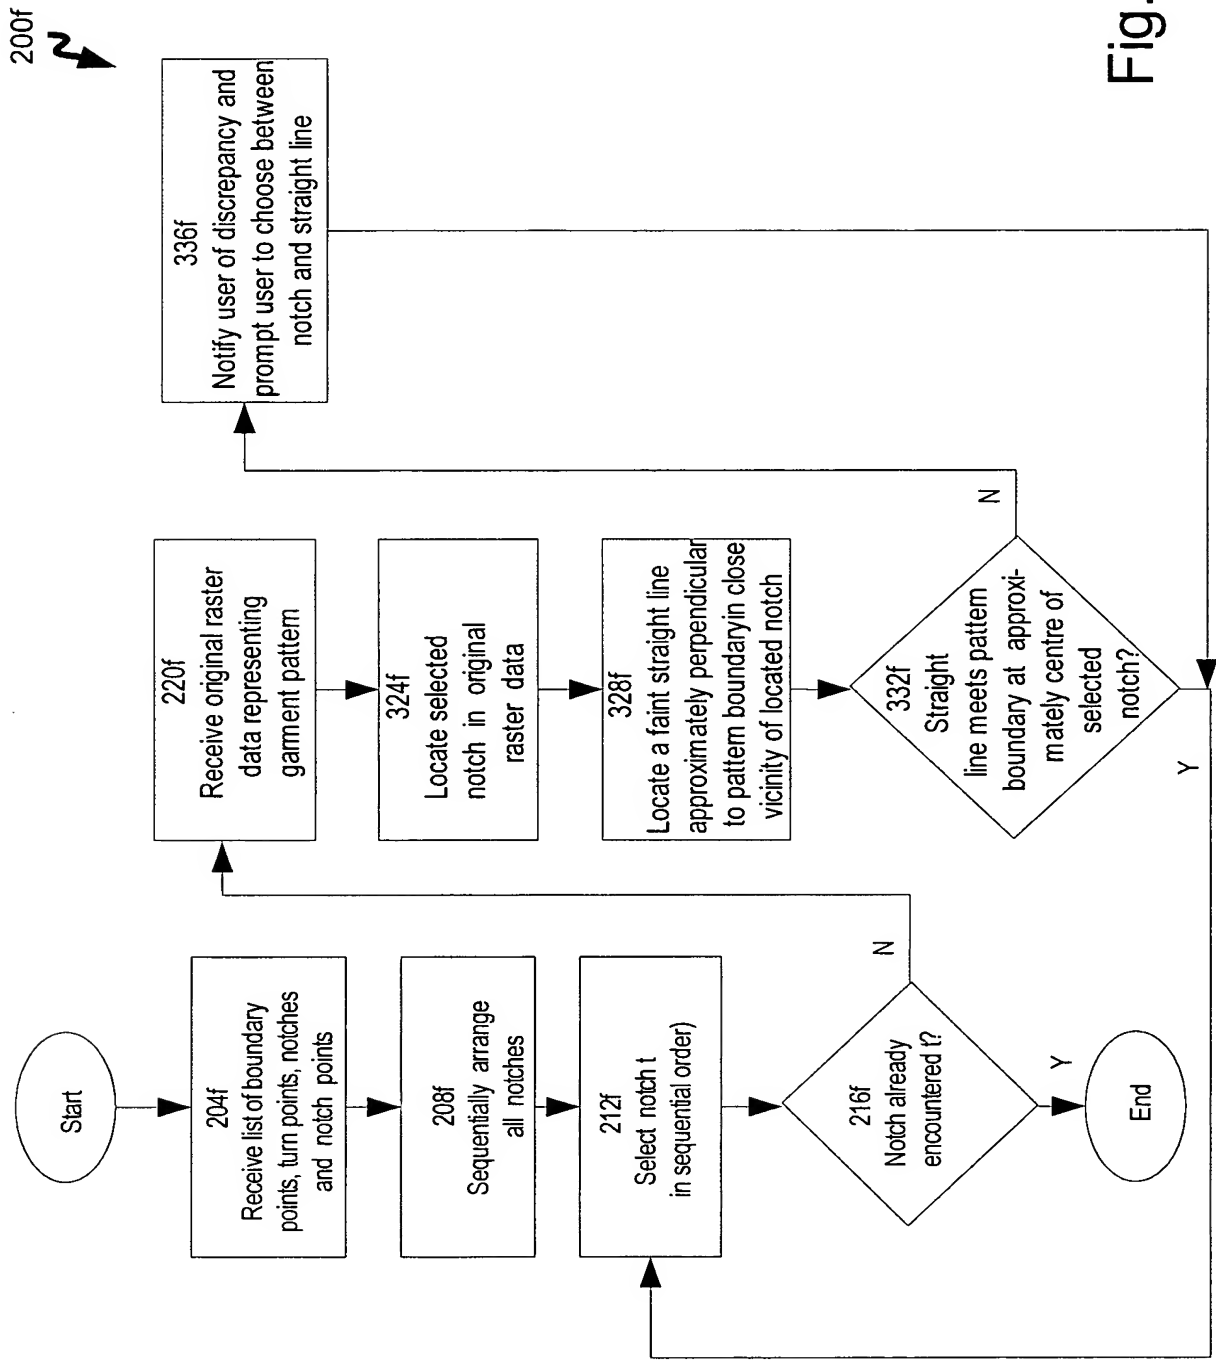 200f
Start
204f
Receive list of boundary
points, turn points, notches
and notch points
208f
Sequentially arrange
all notches
212f
Select notch t
in sequential order)
216f
Notch already
encountered t?
Y
End
N
220f
Receive original raster
data representing
garment pattern
324f
Locate selected
notch in original
raster data
328f
Locate a faint straight line
approximately perpendicular
to pattern boundaryin close
vicinity of located notch
332f
Straight
line meets pattern
boundary at approxi-
mately centre of
selected
notch?
Y
N
336f
Notify user of discrepancy and
prompt user to choose between
notch and straight line
Fig.